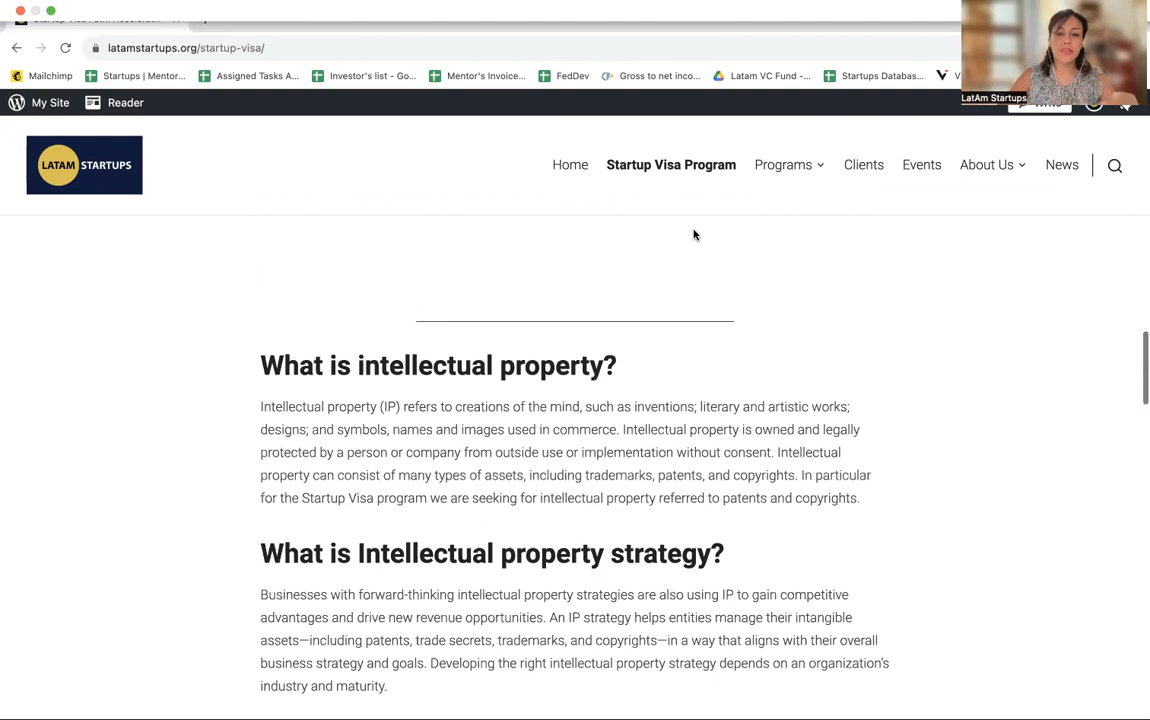 latamstartups.org/startup-visa/
Mailchimp
Startups | Mentor...
Assigned Tasks A...
Investor's list - Go...
Mentor's Invoice...
FedDev
Gross to net inco...
Latam VC Fund -...
Startups Databas...
LatAm Startups
My Site
Reader
LATAM STARTUPS
Home
Startup Visa Program
Programs
Clients
Events
About Us
News
What is intellectual property?
Intellectual property (IP) refers to creations of the mind, such as inventions; literary and artistic works;
designs; and symbols, names and images used in commerce. Intellectual property is owned and legally
protected by a person or company from outside use or implementation without consent. Intellectual
property can consist of many types of assets, including trademarks, patents, and copyrights. In particular
for the Startup Visa program we are seeking for intellectual property referred to patents and copyrights.
What is Intellectual property strategy?
Businesses with forward-thinking intellectual property strategies are also using IP to gain competitive
advantages and drive new revenue opportunities. An IP strategy helps entities manage their intangible
assets—including patents, trade secrets, trademarks, and copyrights—in a way that aligns with their overall
business strategy and goals. Developing the right intellectual property strategy depends on an organization's
industry and maturity.